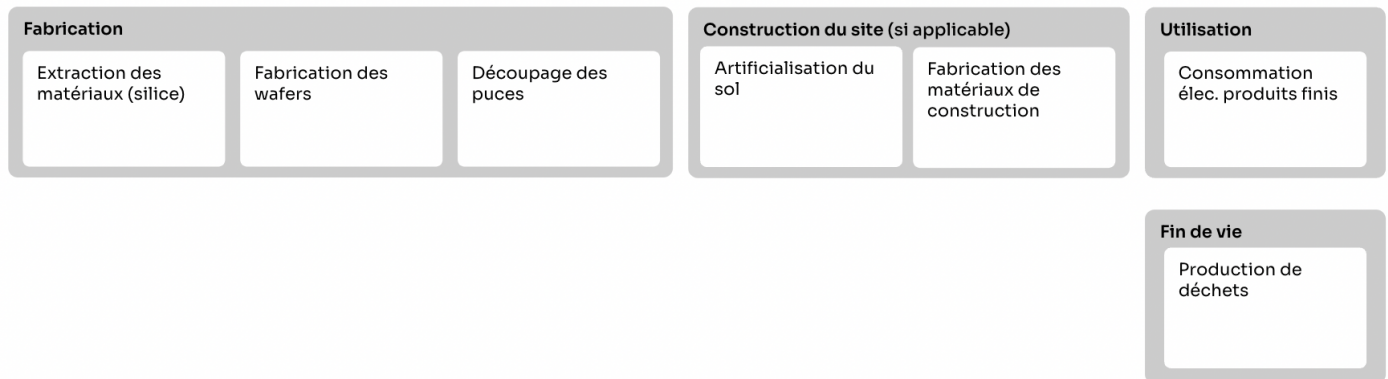 Fabrication
Extraction des
matériaux (silice)
Fabrication des
wafers
Découpage des
puces
Construction du site (si applicable)
Artificialisation du
sol
Fabrication des
matériaux de
construction
Utilisation
Consommation
élec. produits finis
Fin de vie
Production de
déchets